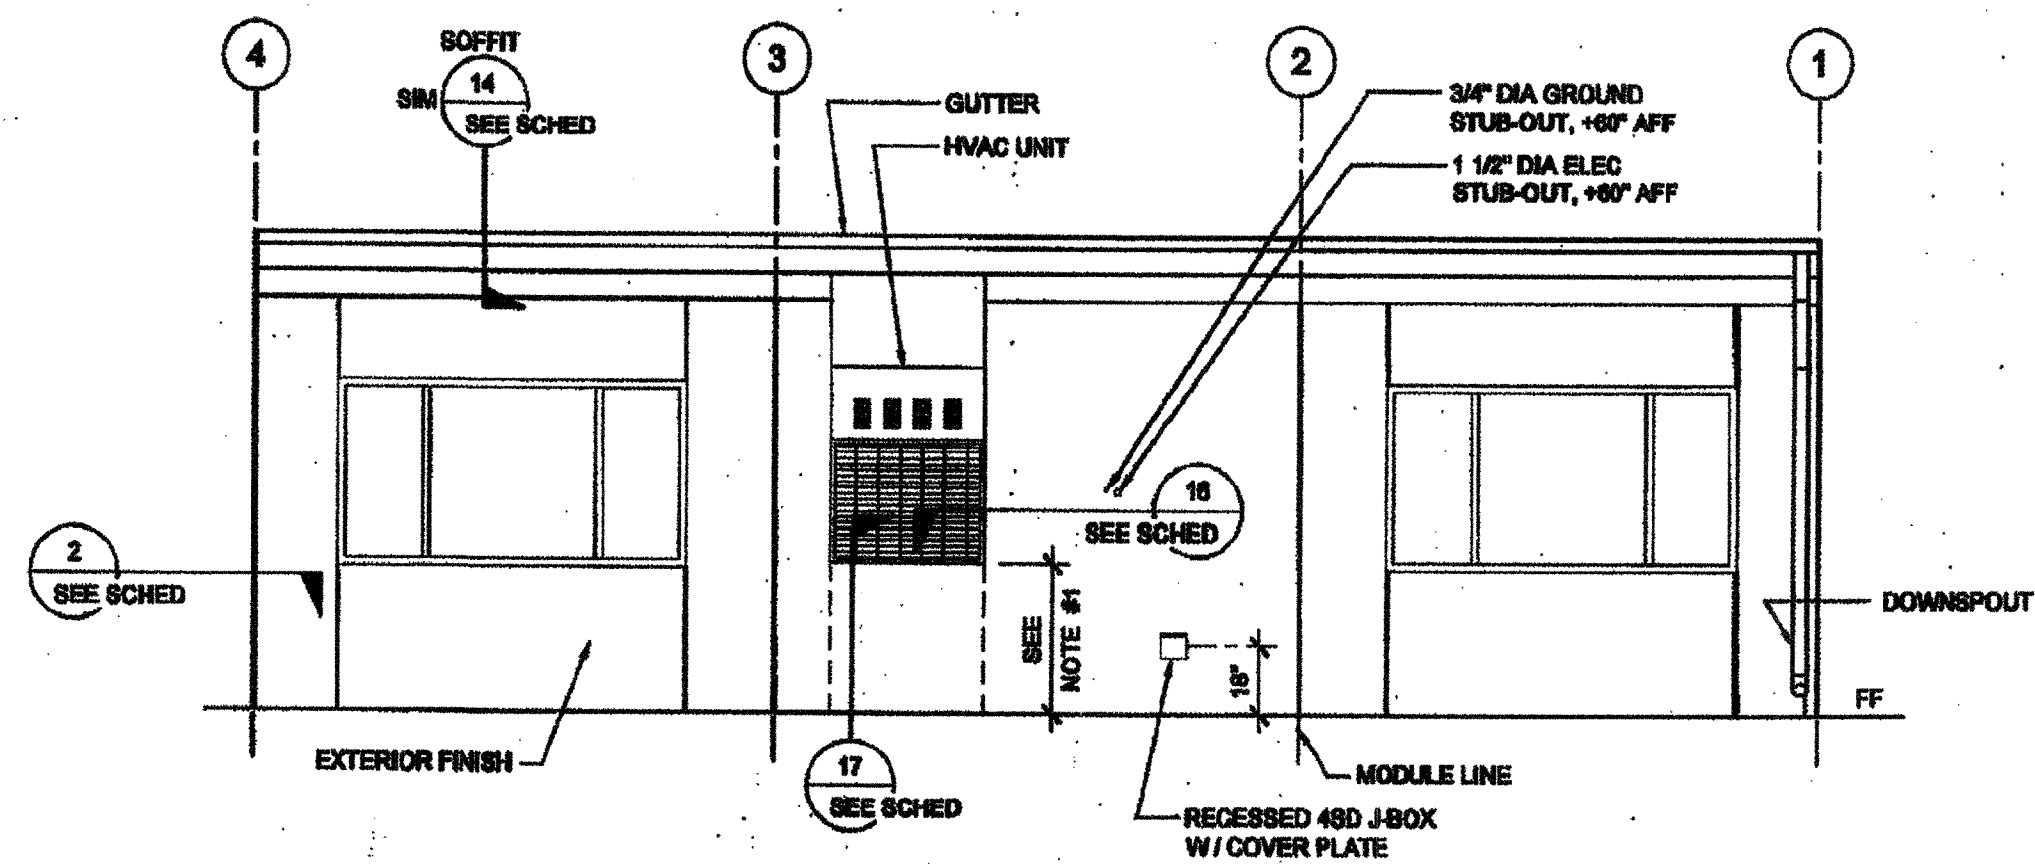 4
SOFFIT
3
2
1
14
SIM
SEE SCHED
GUTTER
HVAC UNIT
3/4" DIA GROUND
STUB-OUT, +60" AFF
1 1/2" DIA ELEC
STUB-OUT, +60" AFF
16
SEE SCHED
2
SEE SCHED
SEE
NOTE #1
18"
DOWNSPOUT
FF
EXTERIOR FINISH
17
SEE SCHED
MODULE LINE
RECESSED 4SD J-BOX
W / COVER PLATE